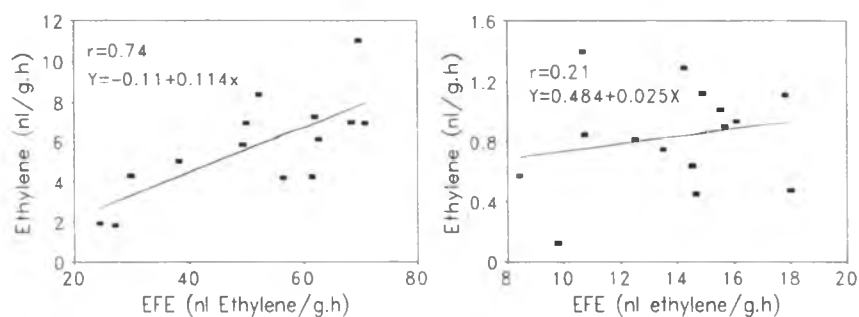 12
10
8
6
4
2
0
Ethylene (nl/g.h)
r=0.74
Y=-0.11+0.114x
20
40
60
80
EFE (nl Ethylene/g.h)
1.6
1.2
0.8
0.4
0.0
Ethylene (nl/g.h)
r=0.21
Y=0.484+0.025X
8
10
12
14
16
18
20
EFE (nl ethylene/g.h)